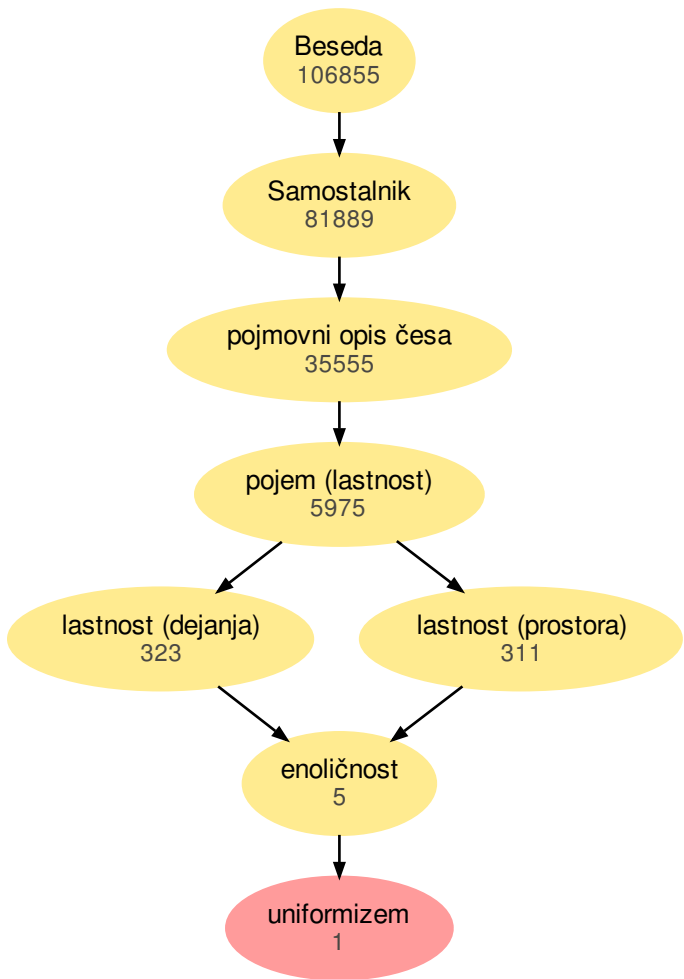 Beseda
106855
Samostalnik
81889
pojmovni opis česa
35555
pojem (lastnost)
5975
lastnost (dejanja)
323
lastnost (prostora)
311
enoličnost
5
uniformizem
1